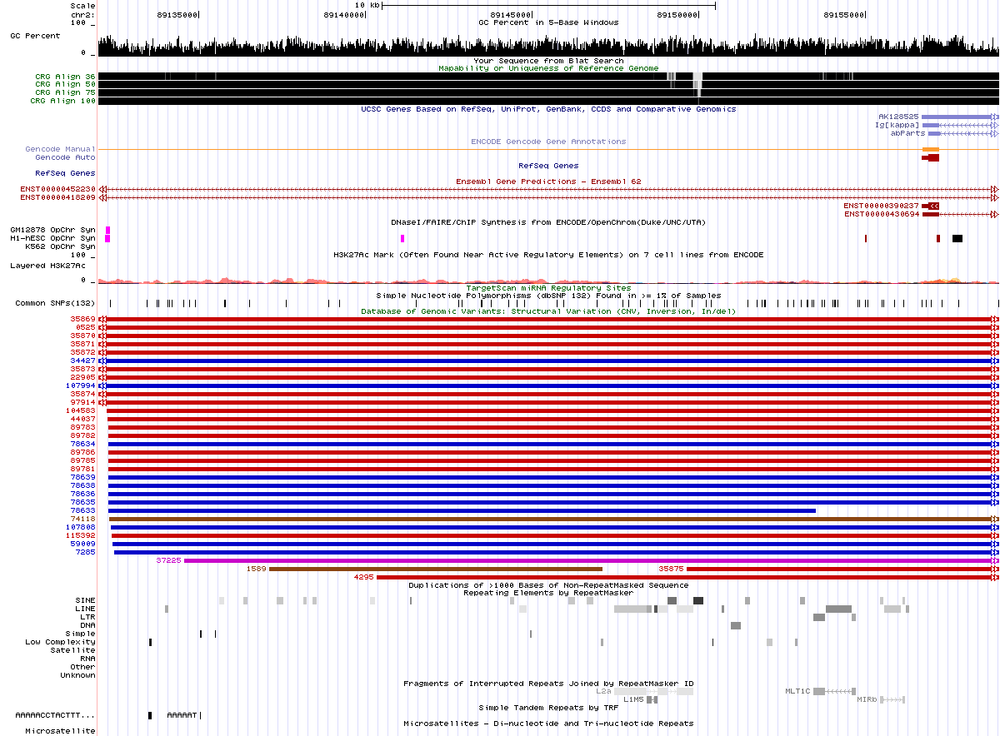 Scale 10 kb
chr2: 89135000 89140000 89145000 89150000 89155000
GC Percent in 5-Base Windows
100 _
GC Percent
0 _
Your Sequence from Blat Search
Mapability or Uniqueness of Reference Genome
CRG Align 36
CRG Align 50
CRG Align 75
CRG Align 100
UCSC Genes Based on RefSeq, UniProt, GenBank, CCDS and Comparative Genomics
AK128525
Ig[kappa]
abParts
ENCODE Gencode Gene Annotations
Gencode Manual
Gencode Auto
RefSeq Genes
RefSeq Genes
Ensembl Gene Predictions - Ensembl 62
ENST00000452230
ENST00000418209
ENST00000390237
ENST00000430694
DNaseI/FAIRE/ChIP Synthesis from ENCODE/OpenChrom(Duke/UNC/UTA)
GM12878 OpChr Syn
H1-hESC OpChr Syn
K562 OpChr Syn
H3K27Ac Mark (Often Found Near Active Regulatory Elements) on 7 cell lines from ENCODE
100 _
Layered H3K27Ac
0 _
TargetScan miRNA Regulatory Sites
Simple Nucleotide Polymorphisms (dbSNP 132) Found in >= 1% of Samples
Common SNPs(132)
Database of Genomic Variants: Structural Variation (CNV, Inversion, In/del)
35869
0525
35870
35871
35872
34427
35873
22905
107994
35874
97914
104583
44037
89783
89782
78634
89786
89785
89781
78639
78638
78636
78635
78633
74118
107808
115392
59009
7285
37225
1589 35875
4295
Duplications of >1000 Bases of Non-RepeatMasked Sequence
Repeating Elements by RepeatMasker
SINE
LINE
LTR
DNA
Simple
Low Complexity
Satellite
RNA
Other
Unknown
Fragments of Interrupted Repeats Joined by RepeatMasker ID
L2a MLT1C
L1M5 MIRb
Simple Tandem Repeats by TRF
AAAAACCTACTTT... AAAAAT
Microsatellites - Di-nucleotide and Tri-nucleotide Repeats
Microsatellite